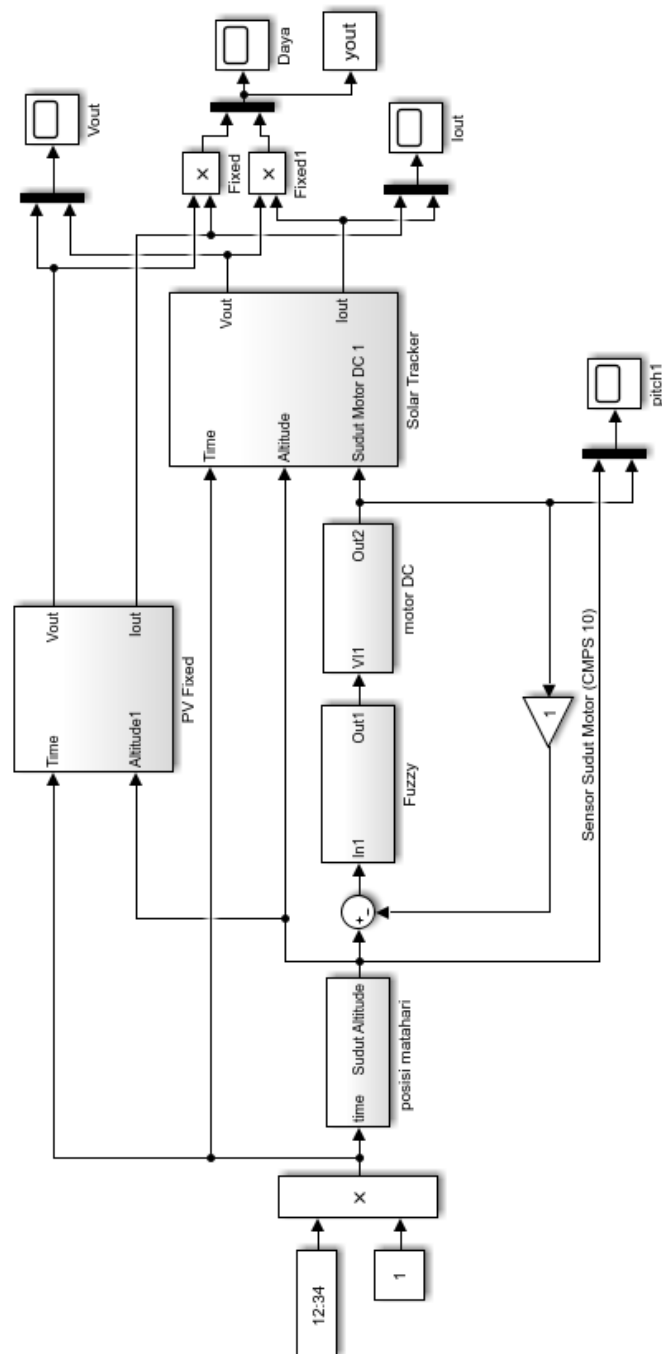 12:34
1
×
time
Sudut Altitude
posisi matahari
+
−
In1
Out1
Fuzzy
VI1
Out2
motor DC
1
Sensor Sudut Motor (CMPS 10)
Time
Altitude1
Vout
Iout
PV Fixed
Time
Altitude
Sudut Motor DC 1
Vout
Iout
Solar Tracker
pitch1
Vout
×
Fixed
×
Fixed1
Daya
yout
Iout